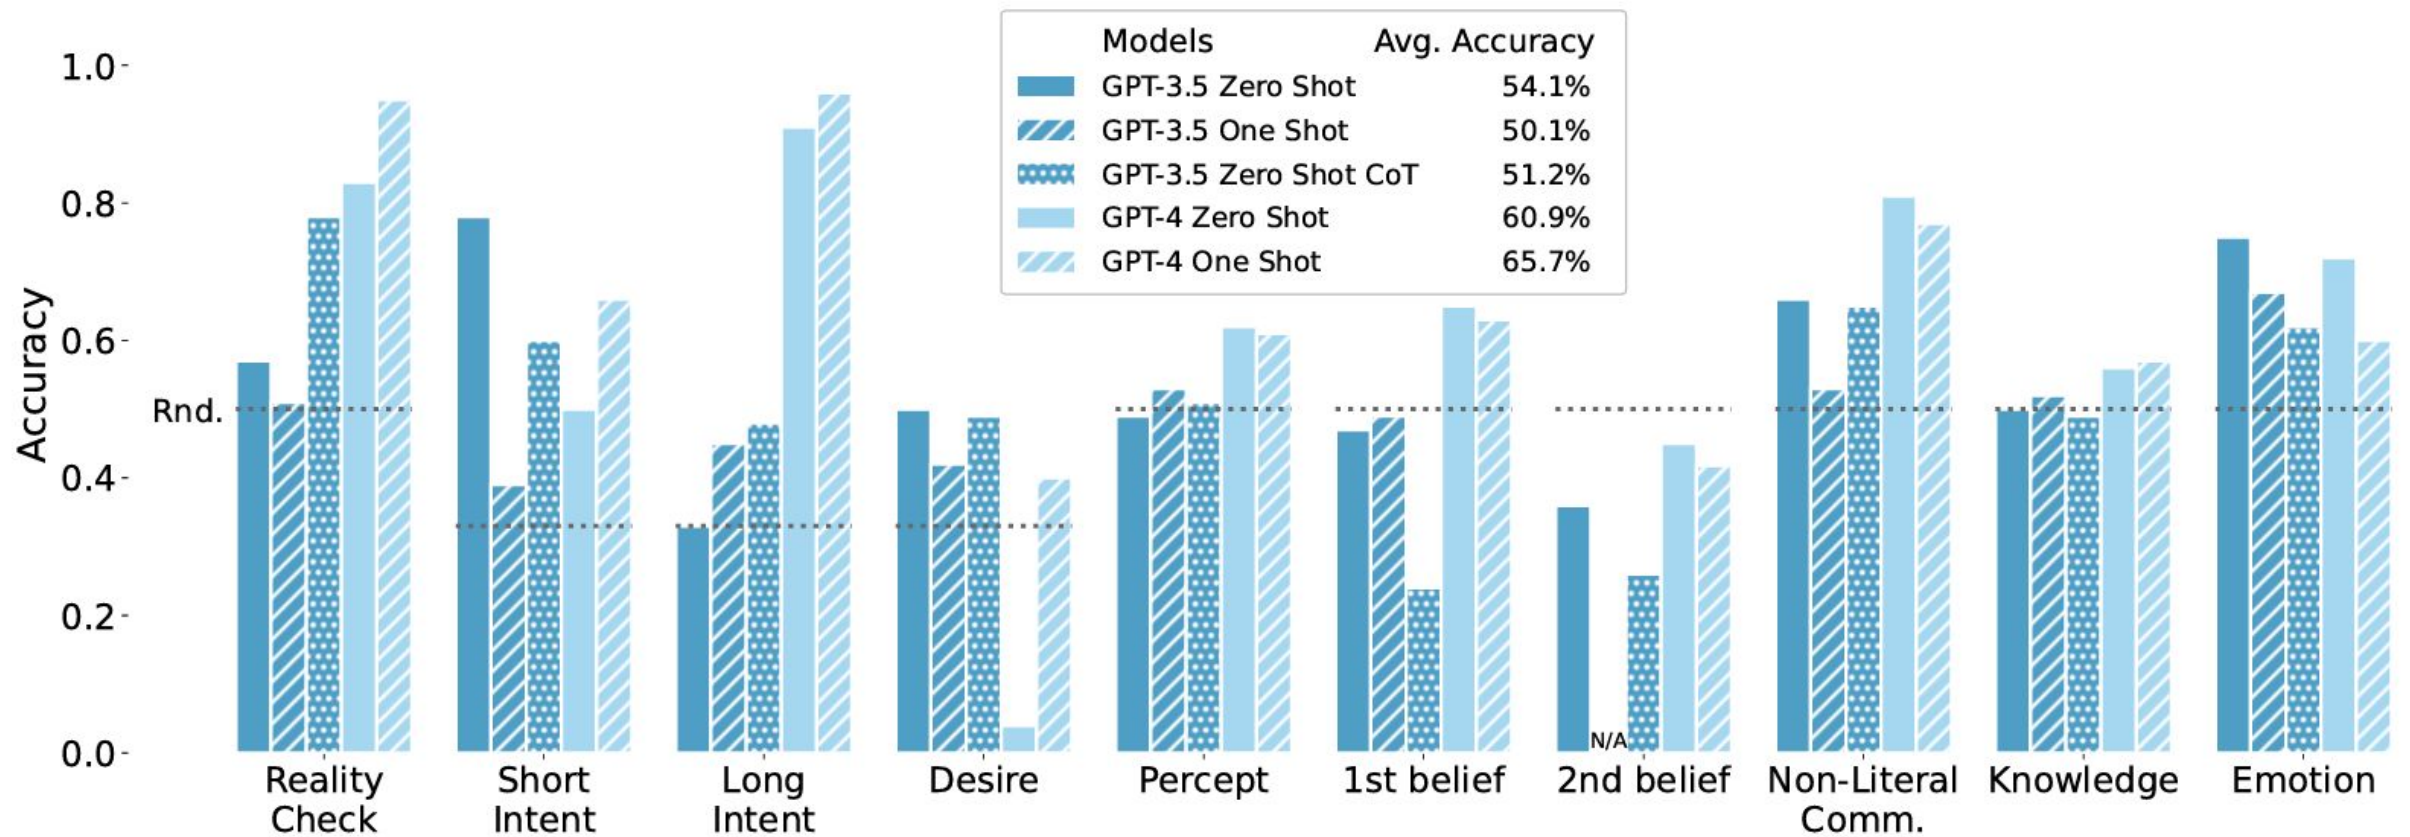 Models Avg. Accuracy
GPT-3.5 Zero Shot 54.1%
GPT-3.5 One Shot 50.1%
GPT-3.5 Zero Shot CoT 51.2%
GPT-4 Zero Shot 60.9%
GPT-4 One Shot 65.7%
Accuracy
1.0
0.8
0.6
Rnd.
0.4
0.2
0.0
N/A
Reality Check
Short Intent
Long Intent
Desire
Percept
1st belief
2nd belief
Non-Literal Comm.
Knowledge
Emotion